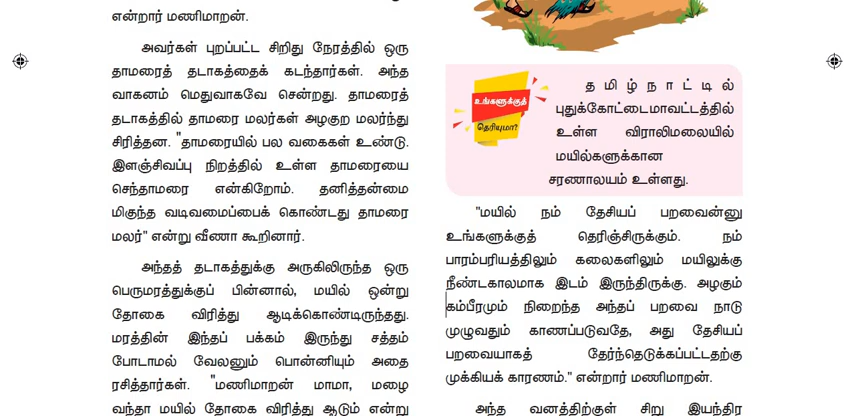 என்றார் மணிமாறன்.
அவர்கள் புறப்பட்ட சிறிது நேரத்தில் ஒரு
தாமரைத் தடாகத்தைக் கடந்தார்கள். அந்த
வாகனம் மெதுவாகவே சென்றது. தாமரைத்
தடாகத்தில் தாமரை மலர்கள் அழகுற மலர்ந்து
சிரித்தன. "தாமரையில் பல வகைகள் உண்டு.
இளஞ்சிவப்பு நிறத்தில் உள்ள தாமரையை
செந்தாமரை என்கிறோம். தனித்தன்மை
மிகுந்த வடிவமைப்பைக் கொண்டது தாமரை
மலர்" என்று வீணா கூறினார்.
அந்தத் தடாகத்துக்கு அருகிலிருந்த ஒரு
பெருமரத்துக்குப் பின்னால், மயில் ஒன்று
தோகை விரித்து ஆடிக்கொண்டிருந்தது.
மரத்தின் இந்தப் பக்கம் இருந்து சத்தம்
போடாமல் வேலனும் பொன்னியும் அதை
ரசித்தார்கள். "மணிமாறன் மாமா, மழை
வந்தா மயில் தோகை விரித்து ஆடும் என்று
உங்களுக்குத்
தெரியுமா?
தமிழ்நாட்டில்
புதுக்கோட்டைமாவட்டத்தில்
உள்ள விராலிமலையில்
மயில்களுக்கான
சரணாலயம் உள்ளது.
"மயில் நம் தேசியப் பறவைன்னு
உங்களுக்குத் தெரிஞ்சிருக்கும். நம்
பாரம்பரியத்திலும் கலைகளிலும் மயிலுக்கு
நீண்டகாலமாக இடம் இருந்திருக்கு. அழகும்
கம்பீரமும் நிறைந்த அந்தப் பறவை நாடு
முழுவதும் காணப்படுவதே, அது தேசியப்
பறவையாகத் தேர்ந்தெடுக்கப்பட்டதற்கு
முக்கியக் காரணம்." என்றார் மணிமாறன்.
அந்த வனத்திற்குள் சிறு இயந்திர